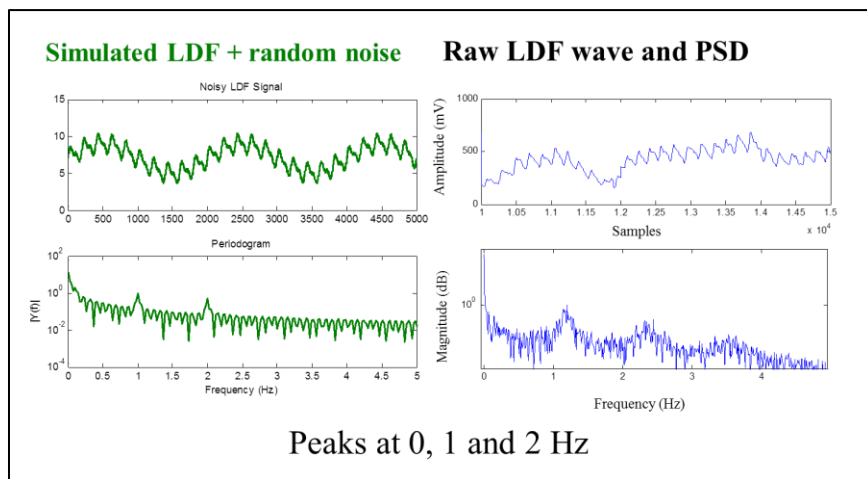 Simulated LDF + random noise
Raw LDF wave and PSD
Noisy LDF Signal
15
10
5
0
0 500 1000 1500 2000 2500 3000 3500 4000 4500 5000
Periodogram
|Y(f)|
10^2
10^0
10^-2
10^-4
0 0.5 1 1.5 2 2.5 3 3.5 4 4.5 5
Frequency (Hz)
Amplitude (mV)
1000
500
0
1 1.05 1.1 1.15 1.2 1.25 1.3 1.35 1.4 1.45 1.5
Samples
x 10^4
Magnitude (dB)
10^0
0 1 2 3 4
Frequency (Hz)
Peaks at 0, 1 and 2 Hz